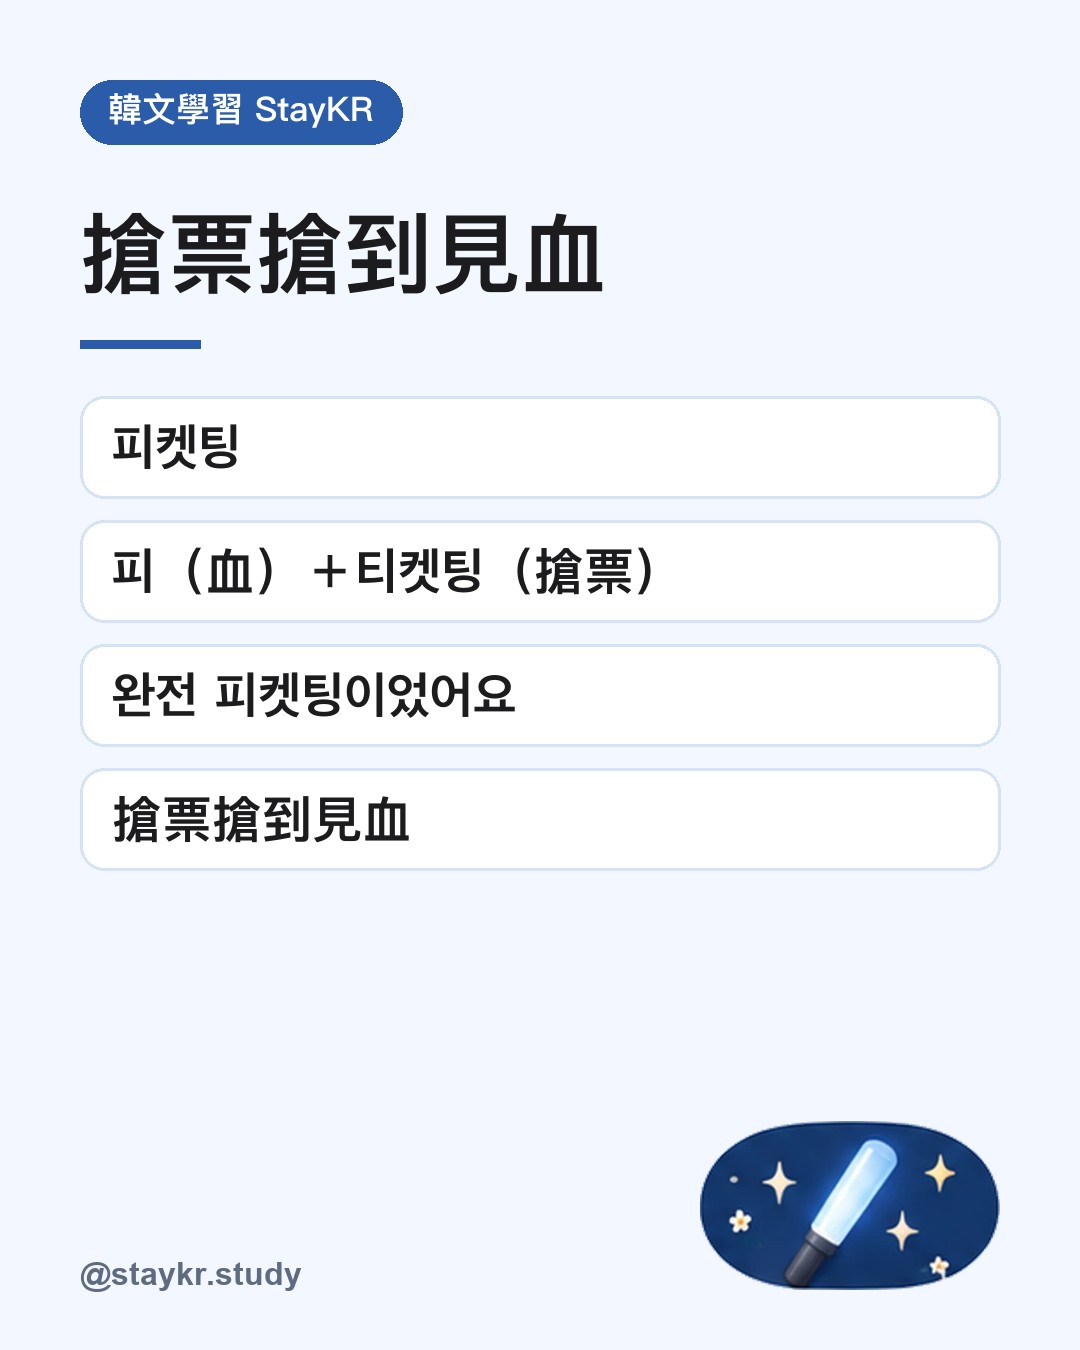 韓文學習 StayKR
搶票搶到見血
피켓팅
피（血）＋티켓팅（搶票）
완전 피켓팅이었어요
搶票搶到見血
@staykr.study